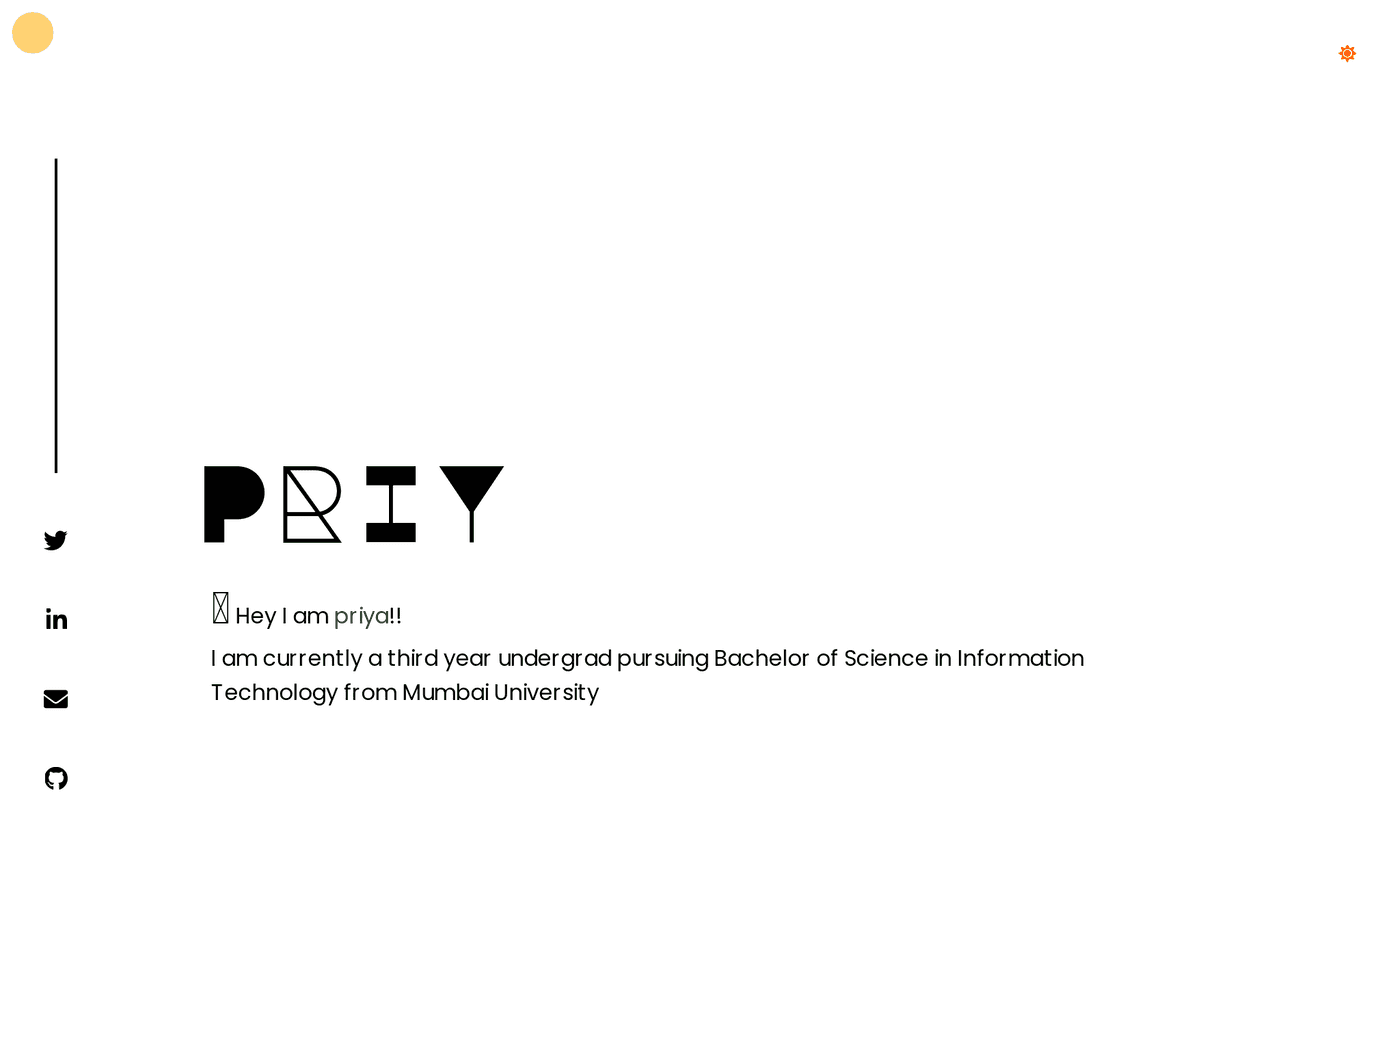 PRIY
Hey I am priya!!
I am currently a third year undergrad pursuing Bachelor of Science in Information
Technology from Mumbai University